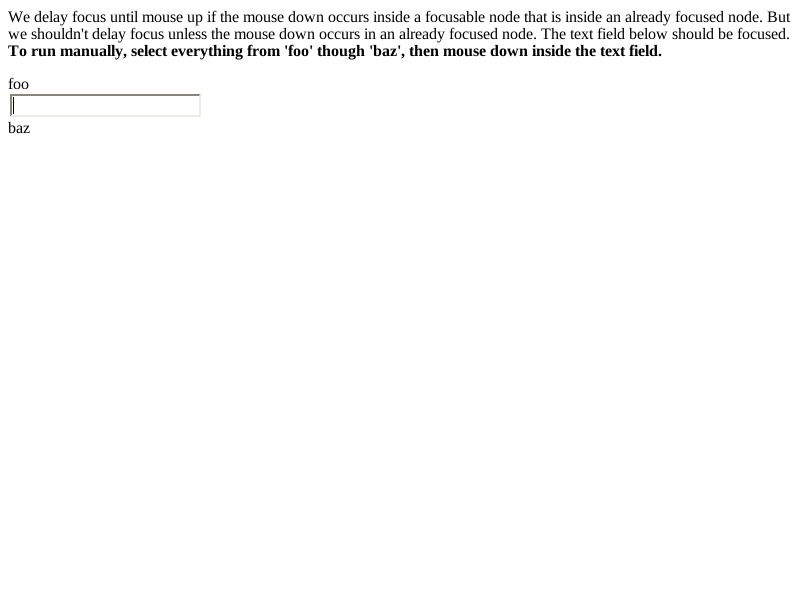 We delay focus until mouse up if the mouse down occurs inside a focusable node that is inside an already focused node. But
we shouldn't delay focus unless the mouse down occurs in an already focused node. The text field below should be focused.
To run manually, select everything from 'foo' though 'baz', then mouse down inside the text field.
foo
baz